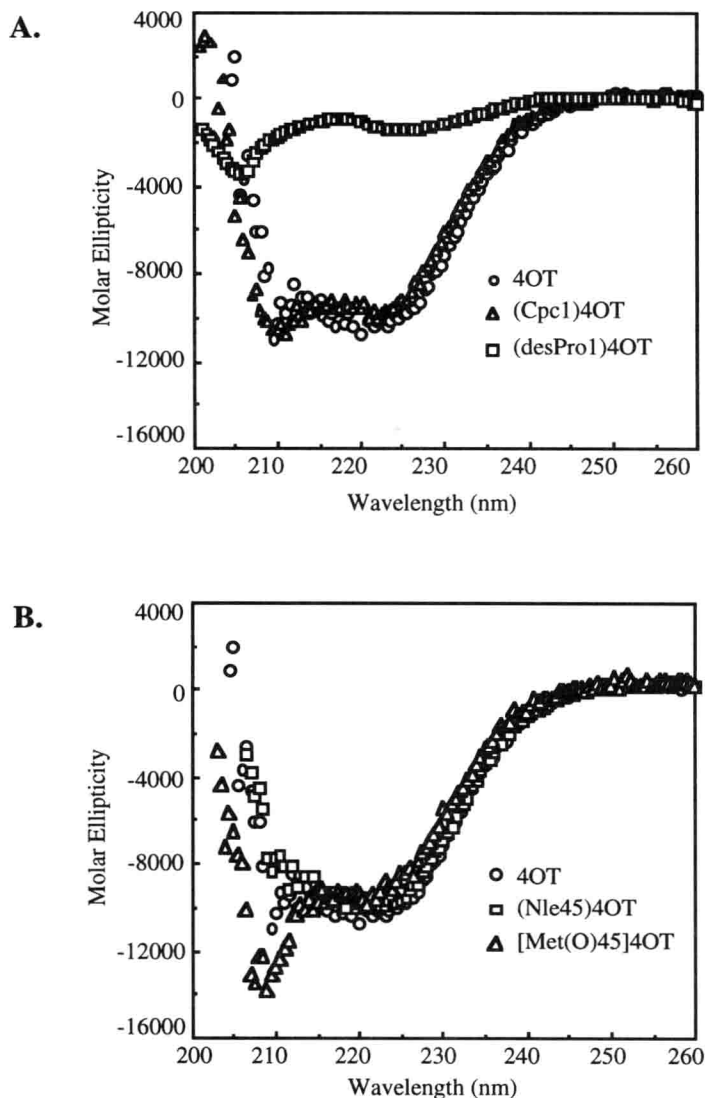 A.
4000
0
-4000
-8000
-12000
-16000
Molar Ellipticity
4OT
(Cpc1)4OT
(desPro1)4OT
200 210 220 230 240 250 260
Wavelength (nm)
B.
4000
0
-4000
-8000
-12000
-16000
Molar Ellipticity
4OT
(Nle45)4OT
[Met(O)45]4OT
200 210 220 230 240 250 260
Wavelength (nm)